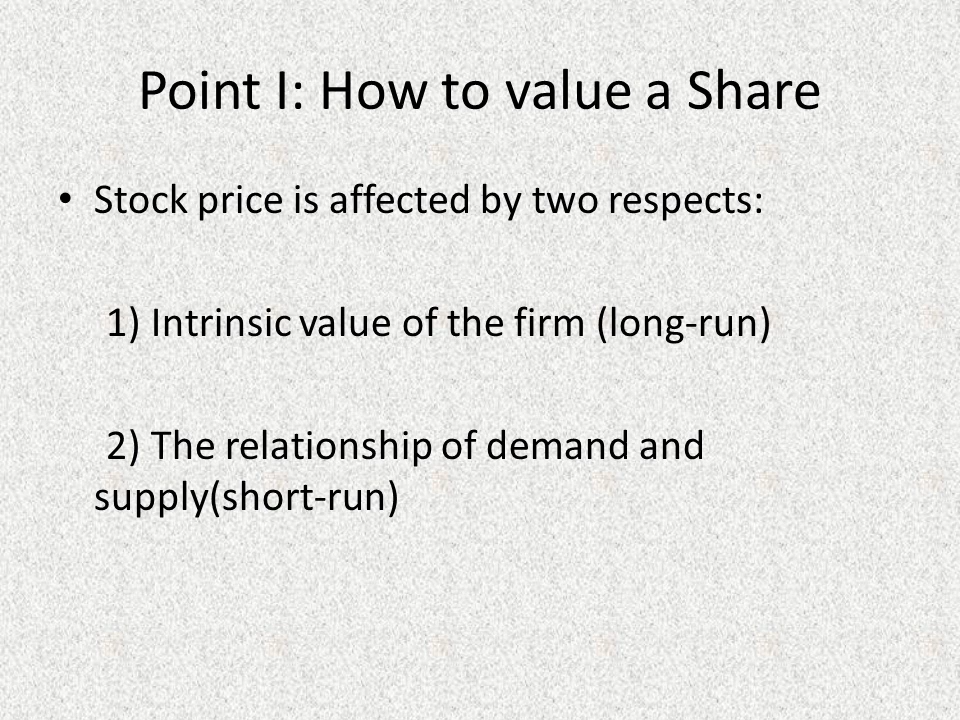 Point I: How to value a Share
• Stock price is affected by two respects:
1) Intrinsic value of the firm (long-run)
2) The relationship of demand and
supply(short-run)